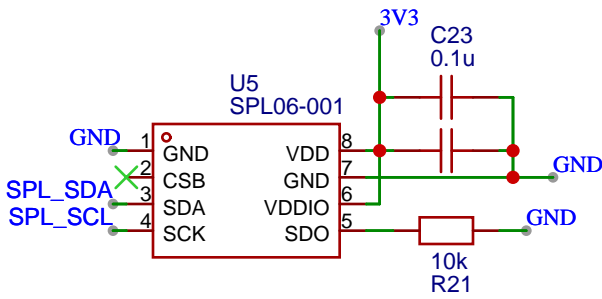 3V3
C23
0.1u
U5
SPL06-001
GND 1 GND VDD 8
2 CSB GND 7 GND
SPL_SDA 3 SDA VDDIO 6
SPL_SCL 4 SCK SDO 5 GND
10k
R21